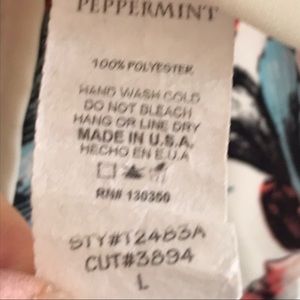 PEPPERMINT
100% POLYESTER
HAND WASH COLD
DO NOT BLEACH
HANG OR LINE DRY
MADE IN U.S.A.
HECHO EN E.U.A
RN# 130350
STY#T2483A
CUT#3894
L